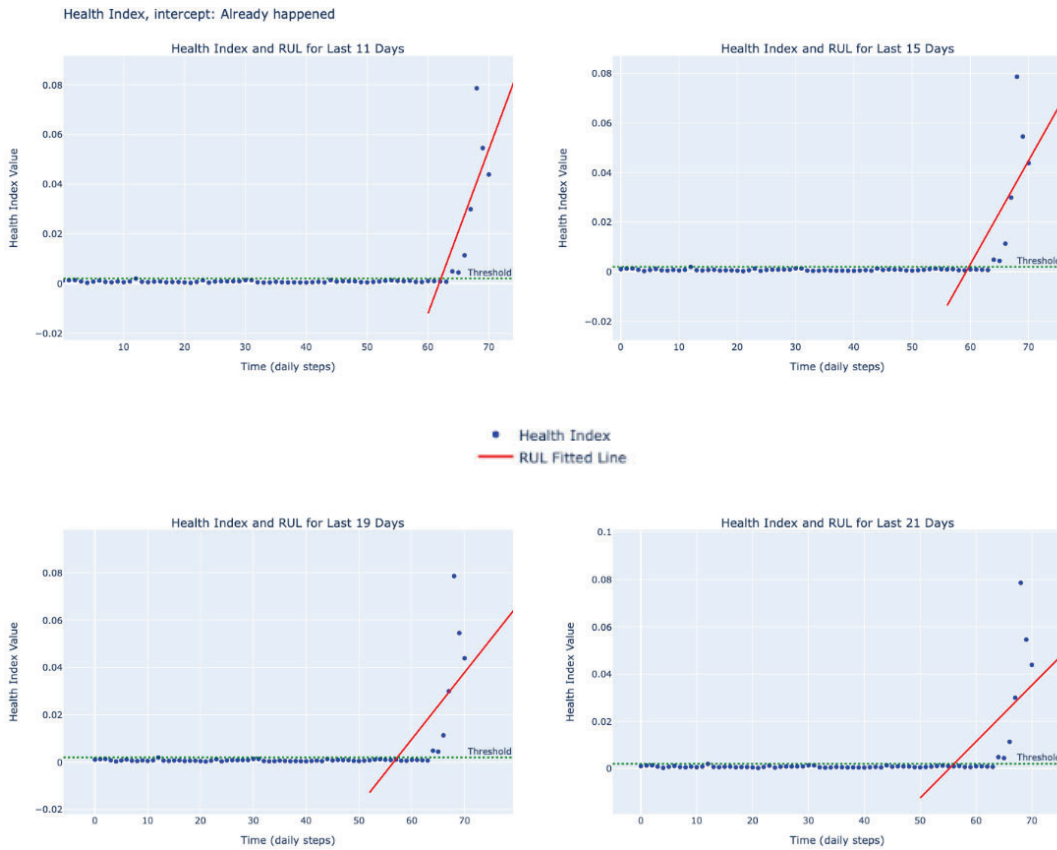 Health Index, intercept: Already happened
Health Index and RUL for Last 11 Days
Health Index Value
0.08
0.06
0.04
0.02
0
−0.02
Threshold
10 20 30 40 50 60 70
Time (daily steps)
Health Index and RUL for Last 15 Days
Health Index Value
0.08
0.06
0.04
0.02
0
−0.02
Threshold
0 10 20 30 40 50 60 70
Time (daily steps)
Health Index
RUL Fitted Line
Health Index and RUL for Last 19 Days
Health Index Value
0.08
0.06
0.04
0.02
0
−0.02
Threshold
0 10 20 30 40 50 60 70
Time (daily steps)
Health Index and RUL for Last 21 Days
Health Index Value
0.1
0.08
0.06
0.04
0.02
0
Threshold
0 10 20 30 40 50 60 70
Time (daily steps)